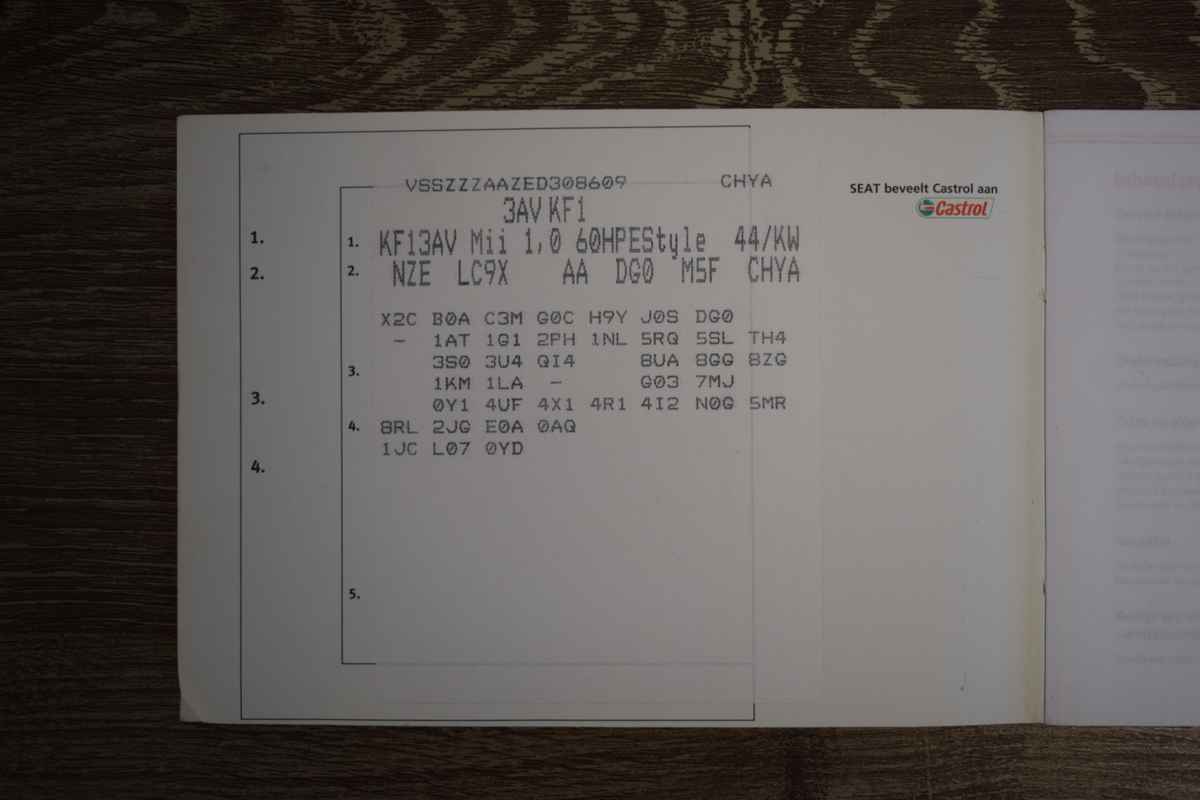 VSSZZZAAZED308609 CHYA
3AV KF1
1. 1. KF13AV Mii 1,0 60HPEStyle 44/KW
2. 2. NZE LC9X AA DG0 M5F CHYA
X2C B0A C3M G0C H9Y J0S DG0
- 1AT 1G1 2PH 1NL 5RQ 5SL TH4
3S0 3U4 QI4 8UA 8GG 8ZG
3. 1KM 1LA - G03 7MJ
3. 0Y1 4UF 4X1 4R1 4I2 N0G 5MR
4. 8RL 2JG E0A 0AQ
1JC L07 0YD
4.
5.
SEAT beveelt Castrol aan
Castrol